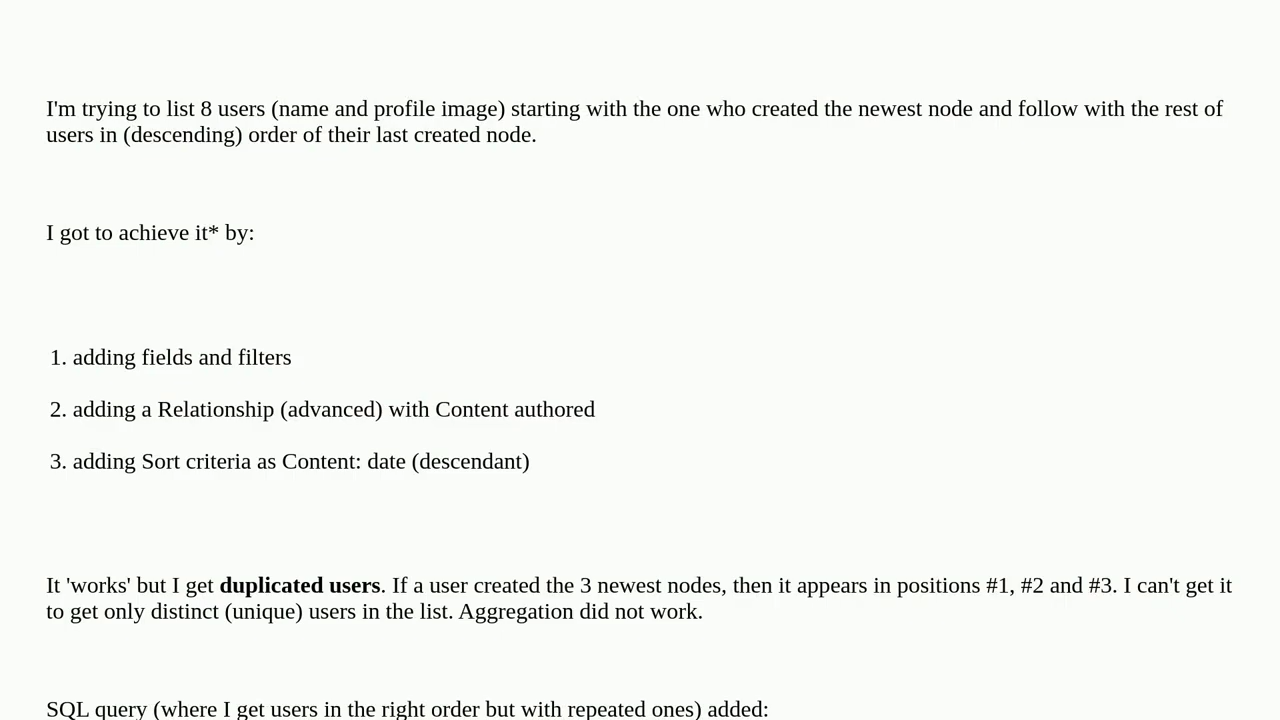 I'm trying to list 8 users (name and profile image) starting with the one who created the newest node and follow with the rest of
users in (descending) order of their last created node.
I got to achieve it* by:
1. adding fields and filters
2. adding a Relationship (advanced) with Content authored
3. adding Sort criteria as Content: date (descendant)
It 'works' but I get duplicated users. If a user created the 3 newest nodes, then it appears in positions #1, #2 and #3. I can't get it
to get only distinct (unique) users in the list. Aggregation did not work.
SQL query (where I get users in the right order but with repeated ones) added: